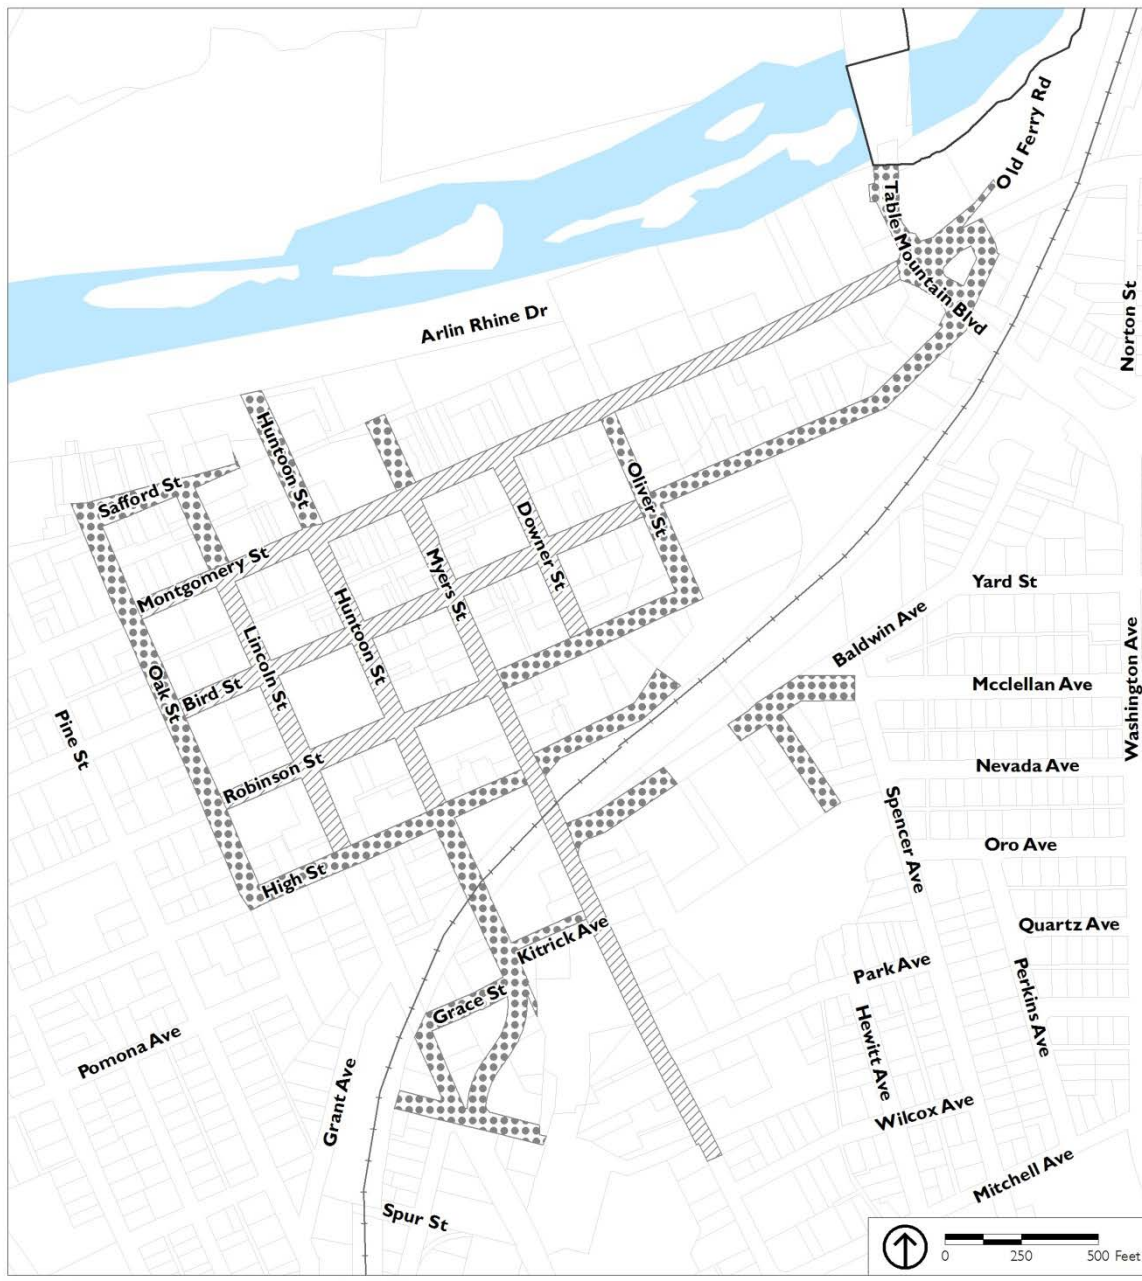 Old Ferry Rd
Table Mountain Blvd
Norton St
Arlin Rhine Dr
Huntoon St
Safford St
Oliver St
Downer St
Montgomery St
Myers St
Yard St
Huntoon St
Baldwin Ave
Lincoln St
Washington Ave
Oak St
Bird St
Mcclellan Ave
Pine St
Robinson St
Nevada Ave
Spencer Ave
Oro Ave
High St
Quartz Ave
Kitrick Ave
Park Ave
Perkins Ave
Grace St
Hewitt Ave
Pomona Ave
Grant Ave
Wilcox Ave
Mitchell Ave
Spur St
0 250 500 Feet